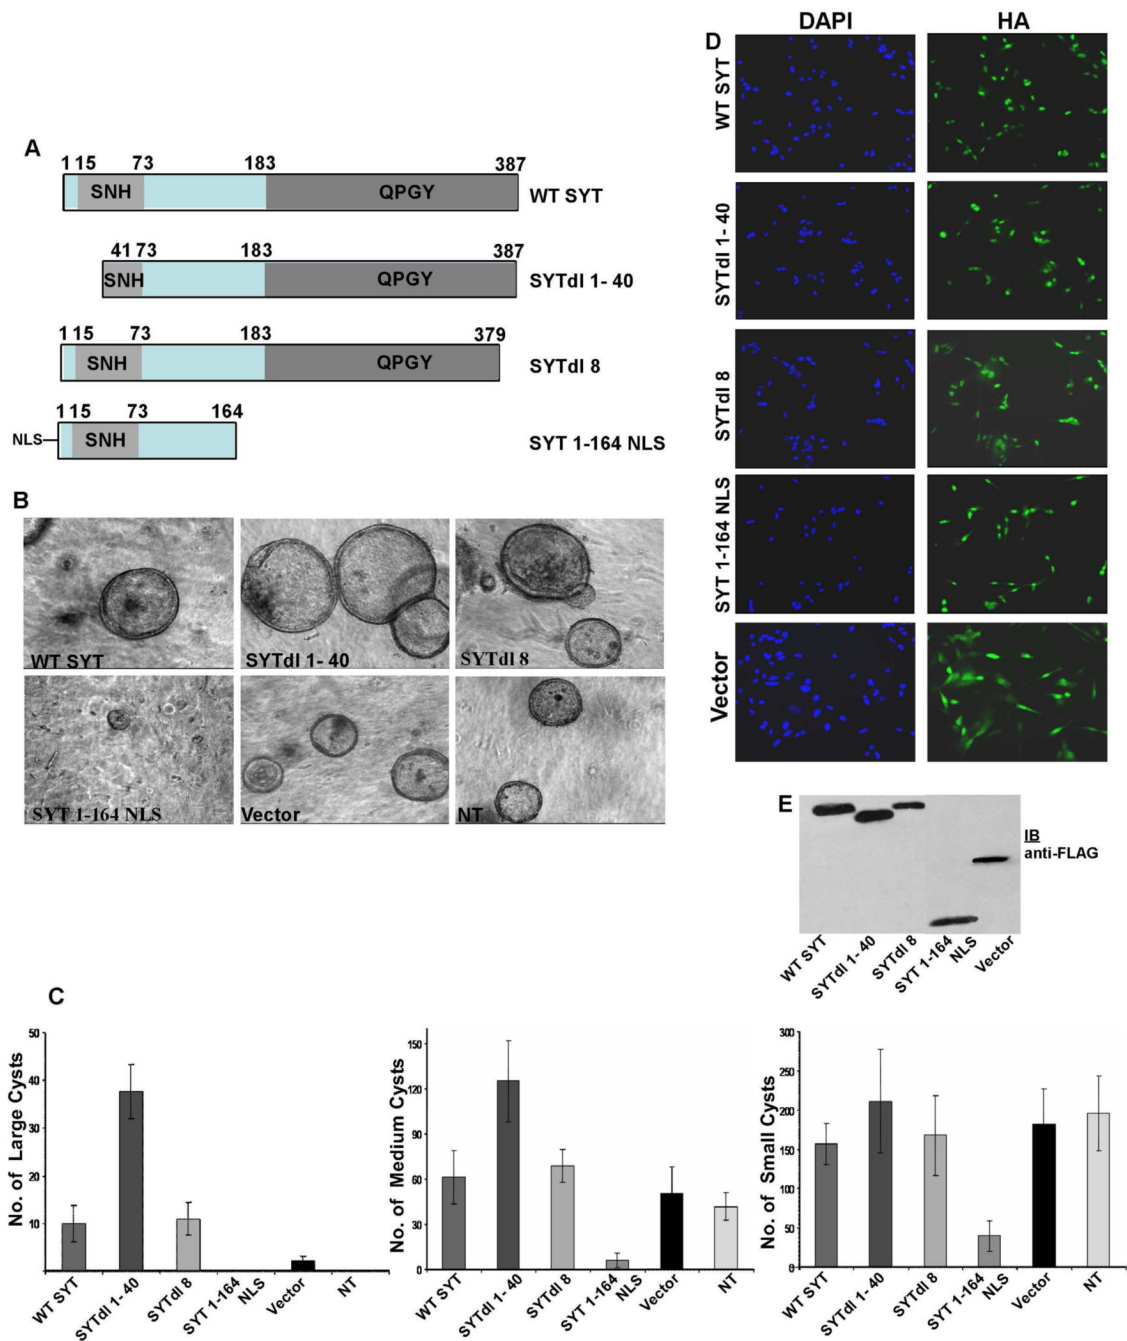 A
1 15 73 183 387
SNH QPGY WT SYT
41 73 183 387
SNH QPGY SYTdl 1- 40
1 15 73 183 379
SNH QPGY SYTdl 8
1 15 73 164
NLS SNH SYT 1-164 NLS
B
WT SYT SYTdl 1- 40 SYTdl 8
SYT 1-164 NLS Vector NT
D
DAPI HA
WT SYT
SYTdl 1- 40
SYTdl 8
SYT 1-164 NLS
Vector
E
IB
anti-FLAG
WT SYT SYTdl 1- 40 SYTdl 8 SYT 1-164 NLS Vector
C
No. of Large Cysts
50
40
30
20
10
WT SYT SYTdl 1- 40 SYTdl 8 SYT 1-164 NLS Vector NT
No. of Medium Cysts
150
120
90
60
30
0
WT SYT SYTdl 1- 40 SYTdl 8 SYT 1-164 NLS Vector NT
No. of Small Cysts
300
250
200
150
100
50
0
WT SYT SYTdl 1- 40 SYTdl 8 SYT 1-164 NLS Vector NT